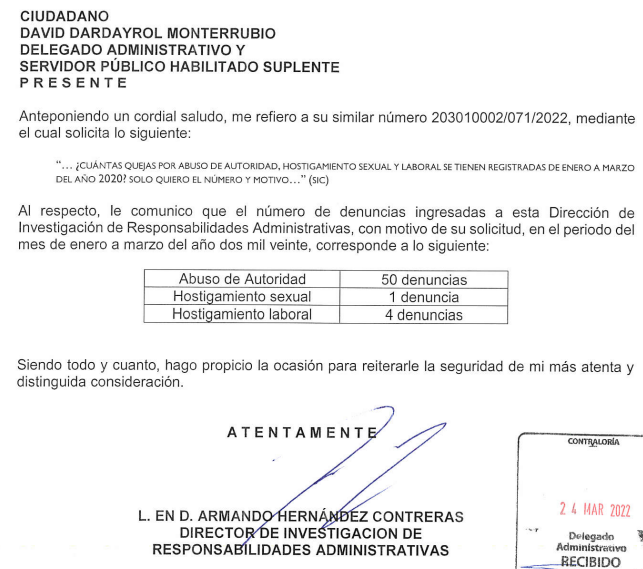 CIUDADANO
DAVID DARDAYROL MONTERRUBIO
DELEGADO ADMINISTRATIVO Y
SERVIDOR PÚBLICO HABILITADO SUPLENTE
P R E S E N T E
Anteponiendo un cordial saludo, me refiero a su similar número 203010002/071/2022, mediante
el cual solicita lo siguiente:
“... ¿CUÁNTAS QUEJAS POR ABUSO DE AUTORIDAD, HOSTIGAMIENTO SEXUAL Y LABORAL SE TIENEN REGISTRADAS DE ENERO A MARZO
DEL AÑO 2020? SOLO QUIERO EL NÚMERO Y MOTIVO...” (SIC)
Al respecto, le comunico que el número de denuncias ingresadas a esta Dirección de
Investigación de Responsabilidades Administrativas, con motivo de su solicitud, en el periodo del
mes de enero a marzo del año dos mil veinte, corresponde a lo siguiente:
Abuso de Autoridad 50 denuncias
Hostigamiento sexual 1 denuncia
Hostigamiento laboral 4 denuncias
Siendo todo y cuanto, hago propicio la ocasión para reiterarle la seguridad de mi más atenta y
distinguida consideración.
A T E N T A M E N T E
L. EN D. ARMANDO HERNÁNDEZ CONTRERAS
DIRECTOR DE INVESTIGACION DE
RESPONSABILIDADES ADMINISTRATIVAS
CONTRALORÍA
24 MAR 2022
Delegado
Administrativo
RECIBIDO